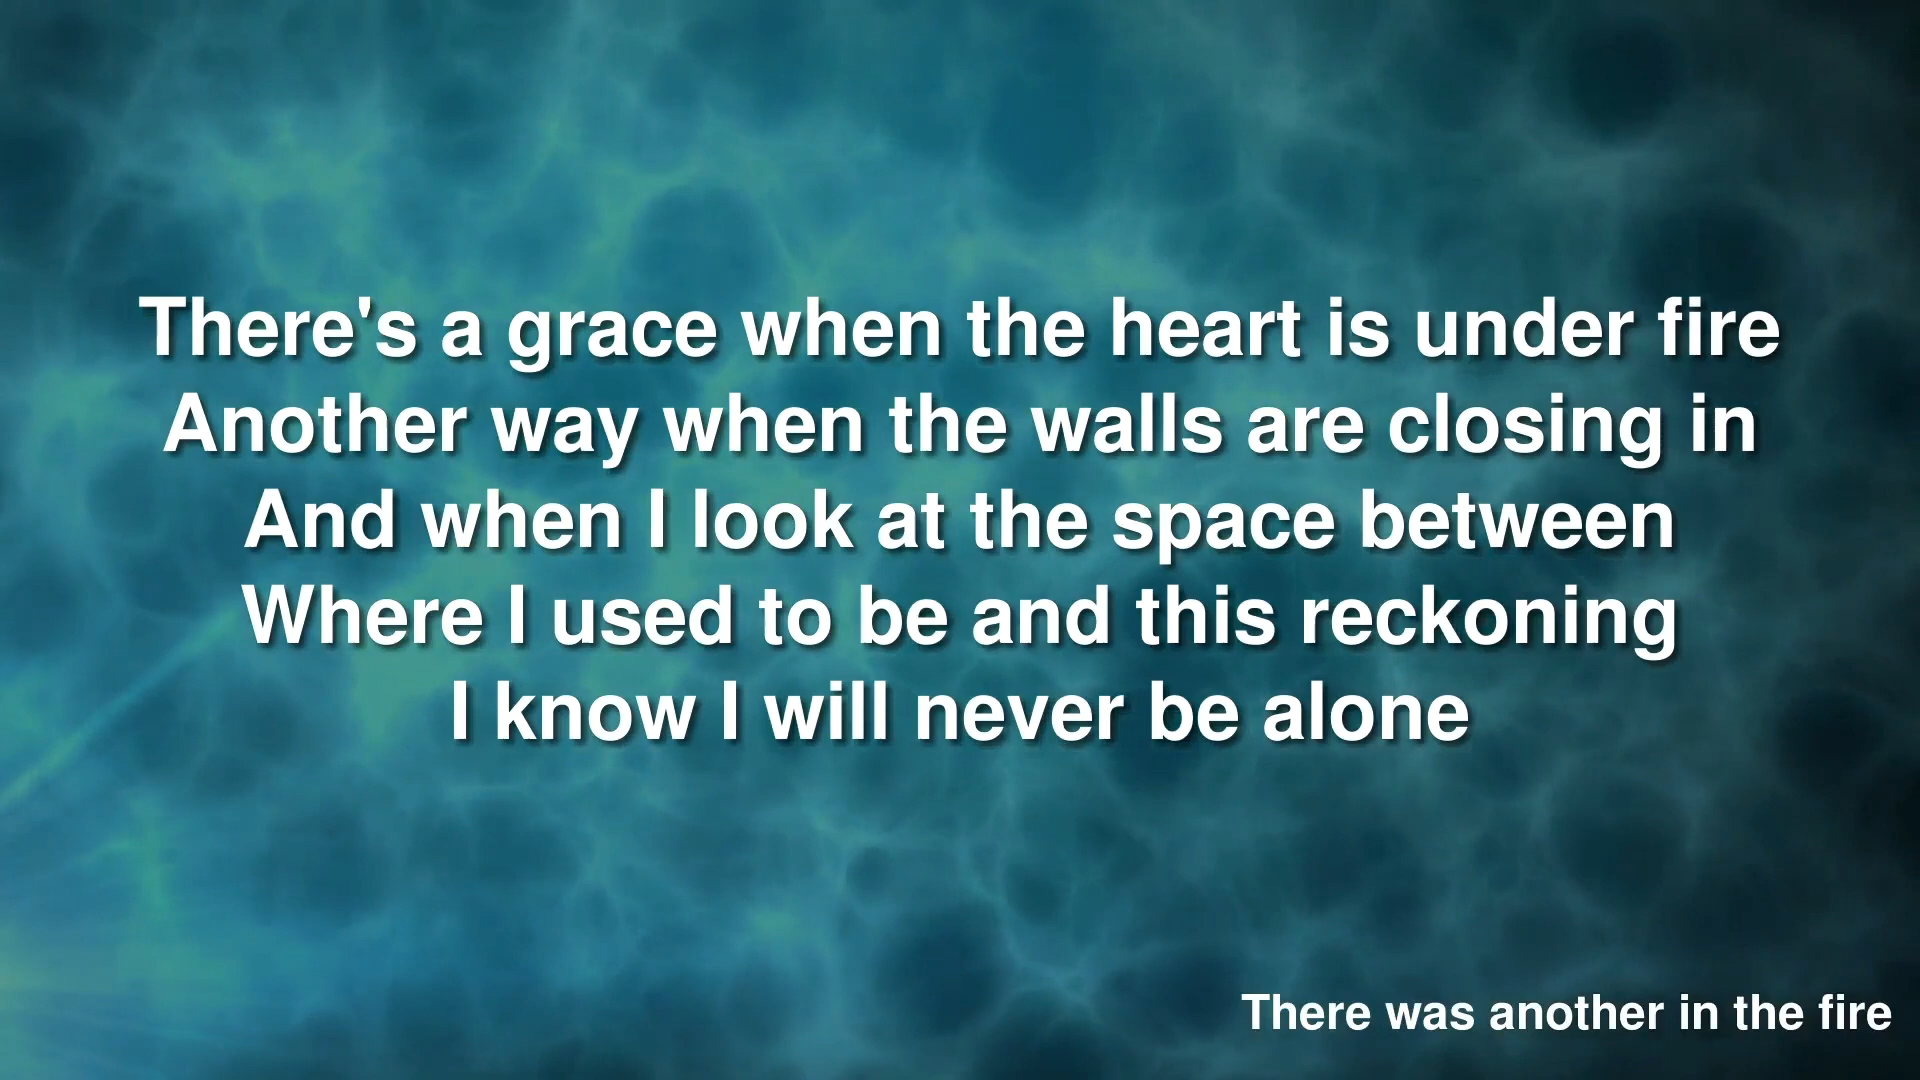 There's a grace when the heart is under fire
Another way when the walls are closing in
And when I look at the space between
Where I used to be and this reckoning
I know I will never be alone
There was another in the fire